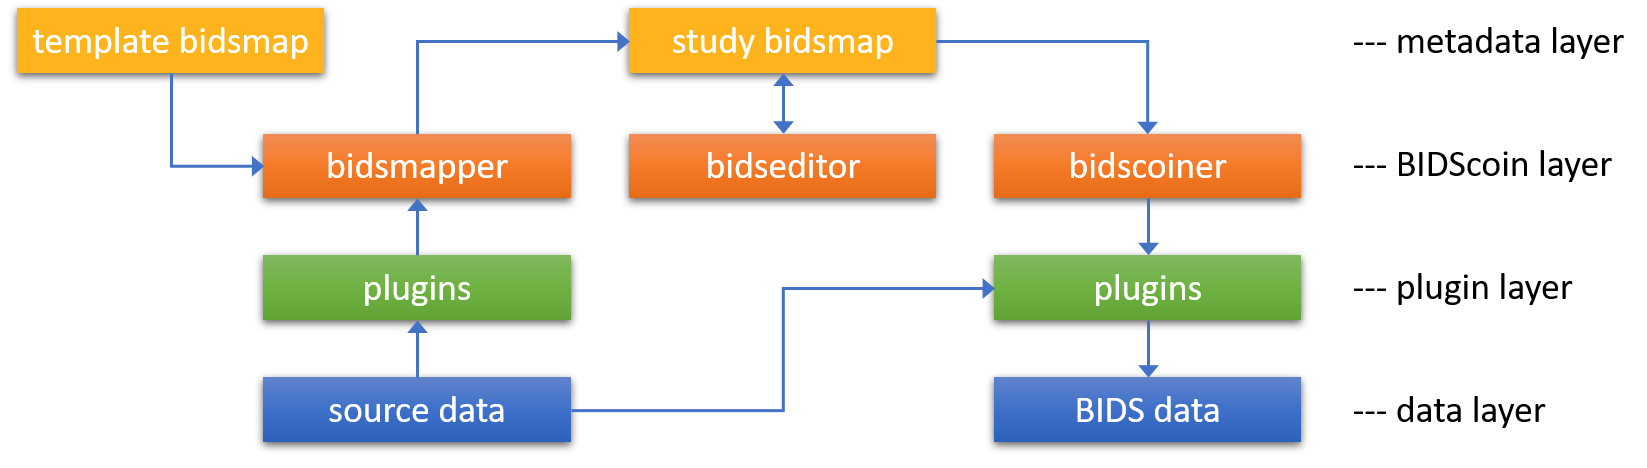 template bidsmap
study bidsmap
--- metadata layer
bidsmapper
bidseditor
bidscoiner
--- BIDScoin layer
plugins
plugins
--- plugin layer
source data
BIDS data
--- data layer